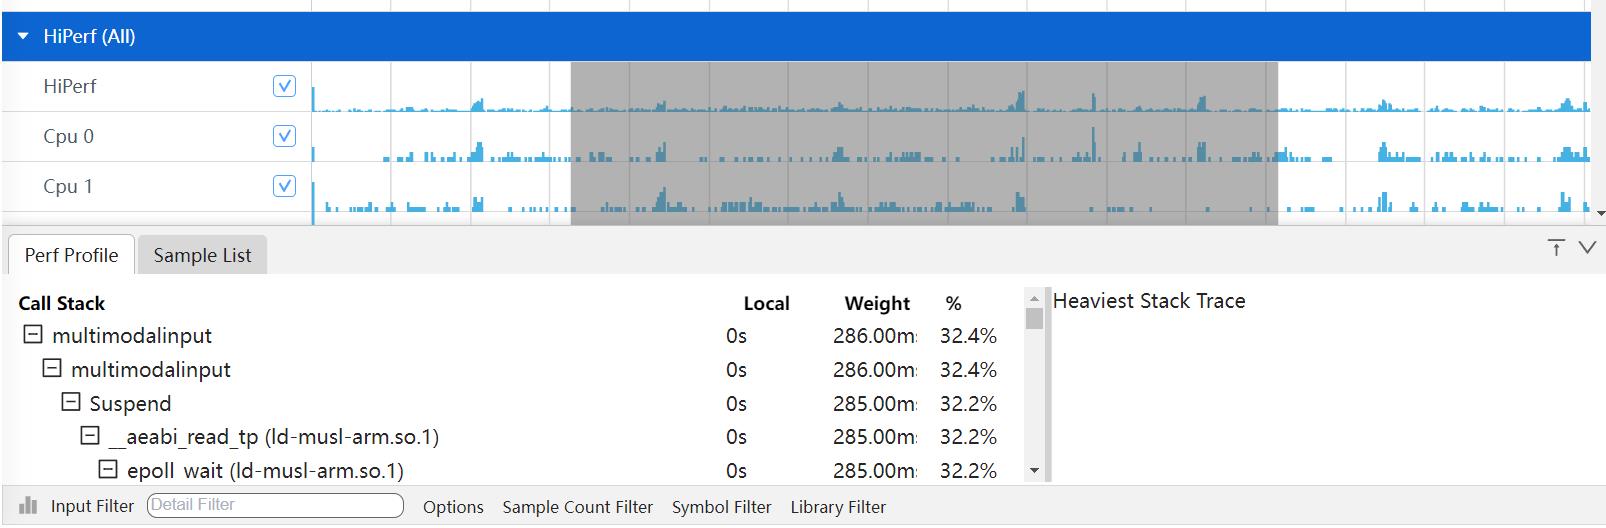 HiPerf (All)
HiPerf
Cpu 0
Cpu 1
Perf Profile Sample List
Call Stack Local Weight % Heaviest Stack Trace
multimodalinput 0s 286.00m 32.4%
multimodalinput 0s 286.00m 32.4%
Suspend 0s 285.00m 32.2%
__aeabi_read_tp (ld-musl-arm.so.1) 0s 285.00m 32.2%
epoll_wait (ld-musl-arm.so.1) 0s 285.00m 32.2%
Input Filter Detail Filter Options Sample Count Filter Symbol Filter Library Filter